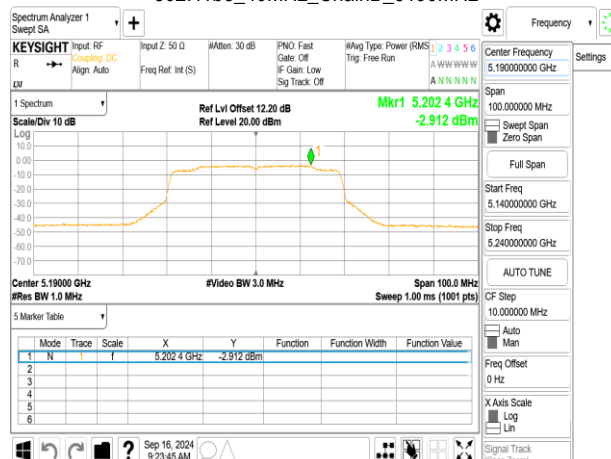 Spectrum Analyzer 1
Swept SA
+
Frequency
KEYSIGHT
R
Input: RF
Coupling: DC
Align: Auto
Input Z: 50 Ω
Freq Ref: Int (S)
#Atten: 30 dB
PNO: Fast
Gate: Off
IF Gain: Low
Sig Track: Off
#Avg Type: Power (RMS
Trig: Free Run
1 2 3 4 5 6
A W W W W W
A N N N N N
Settings
1 Spectrum
Scale/Div 10 dB
Ref Lvl Offset 12.20 dB
Ref Level 20.00 dBm
Mkr1 5.202 4 GHz
-2.912 dBm
Log
10.0
0.00
-10.0
-20.0
-30.0
-40.0
-50.0
-60.0
-70.0
1
Center 5.19000 GHz
#Res BW 1.0 MHz
#Video BW 3.0 MHz
Span 100.0 MHz
Sweep 1.00 ms (1001 pts)
5 Marker Table
Mode Trace Scale X Y Function Function Width Function Value
1 N 1 f 5.202 4 GHz -2.912 dBm
2
3
4
5
6
Sep 16, 2024
9:23:45 AM
Center Frequency
5.190000000 GHz
Span
100.000000 MHz
Swept Span
Zero Span
Full Span
Start Freq
5.140000000 GHz
Stop Freq
5.240000000 GHz
AUTO TUNE
CF Step
10.000000 MHz
Auto
Man
Freq Offset
0 Hz
X Axis Scale
Log
Lin
Signal Track